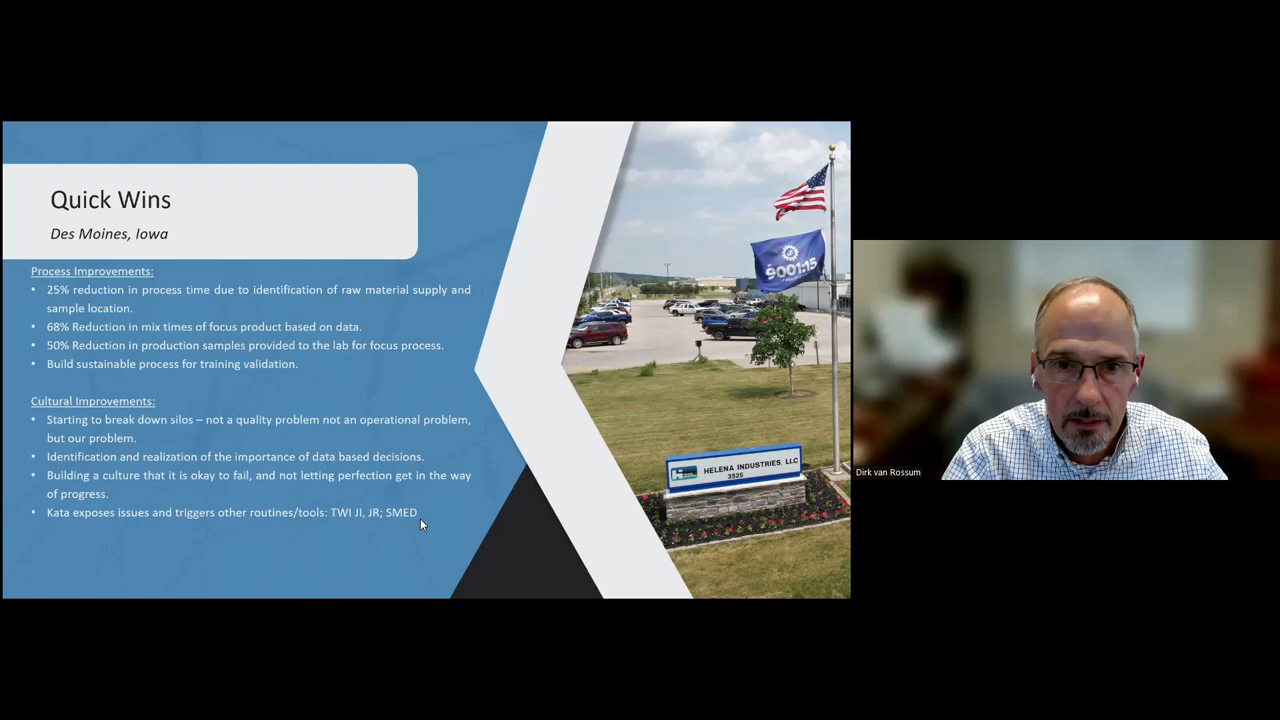 Quick Wins
Des Moines, Iowa
Process Improvements:
• 25% reduction in process time due to identification of raw material supply and
sample location.
• 68% Reduction in mix times of focus product based on data.
• 50% Reduction in production samples provided to the lab for focus process.
• Build sustainable process for training validation.
Cultural Improvements:
• Starting to break down silos – not a quality problem not an operational problem,
but our problem.
• Identification and realization of the importance of data based decisions.
Building a culture that it is okay to fail, and not letting perfection get in the way
of progress.
• Kata exposes issues and triggers other routines/tools: TWI JI, JR; SMED
9001:15
HELENA INDUSTRIES, LLC
3525
Dirk van Rossum